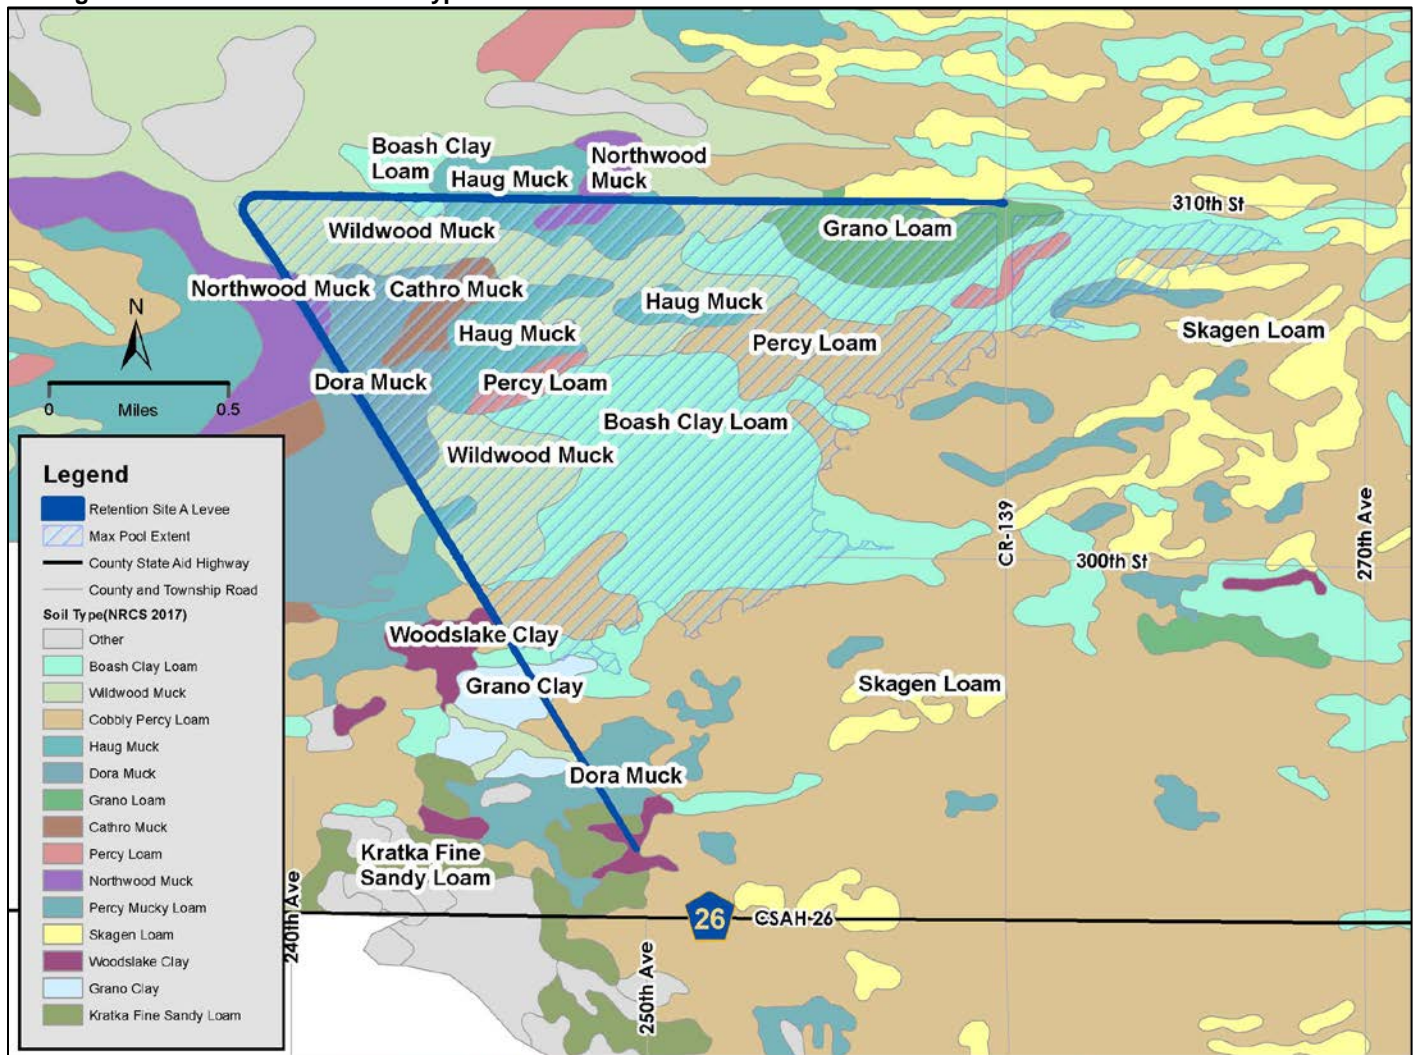 Boash Clay
Loam
Haug Muck
Northwood
Muck
310th St
Wildwood Muck
Grano Loam
Northwood Muck
Cathro Muck
Haug Muck
Haug Muck
Percy Loam
Skagen Loam
N
0
Miles
0.5
Dora Muck
Percy Loam
Boash Clay Loam
Wildwood Muck
CR-139
270th Ave
300th St
Woodslake Clay
Grano Clay
Skagen Loam
Dora Muck
Kratka Fine
Sandy Loam
26
CSAH-26
240th Ave
250th Ave
Legend
Retention Site A Levee
Max Pool Extent
County State Aid Highway
County and Township Road
Soil Type(NRCS 2017)
Other
Boash Clay Loam
Wildwood Muck
Cobbly Percy Loam
Haug Muck
Dora Muck
Grano Loam
Cathro Muck
Percy Loam
Northwood Muck
Percy Mucky Loam
Skagen Loam
Woodslake Clay
Grano Clay
Kratka Fine Sandy Loam